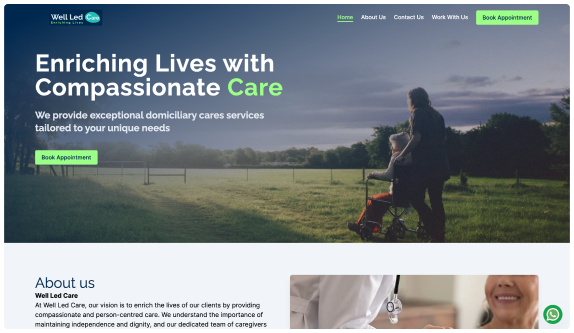 Well Led Care
Enriching Lives
Home About Us Contact Us Work With Us Book Appointment
Enriching Lives with
Compassionate Care
We provide exceptional domiciliary cares services
tailored to your unique needs
Book Appointment
About us
Well Led Care
At Well Led Care, our vision is to enrich the lives of our clients by providing
compassionate and person-centred care. We understand the importance of
maintaining independence and dignity, and our dedicated team of caregivers